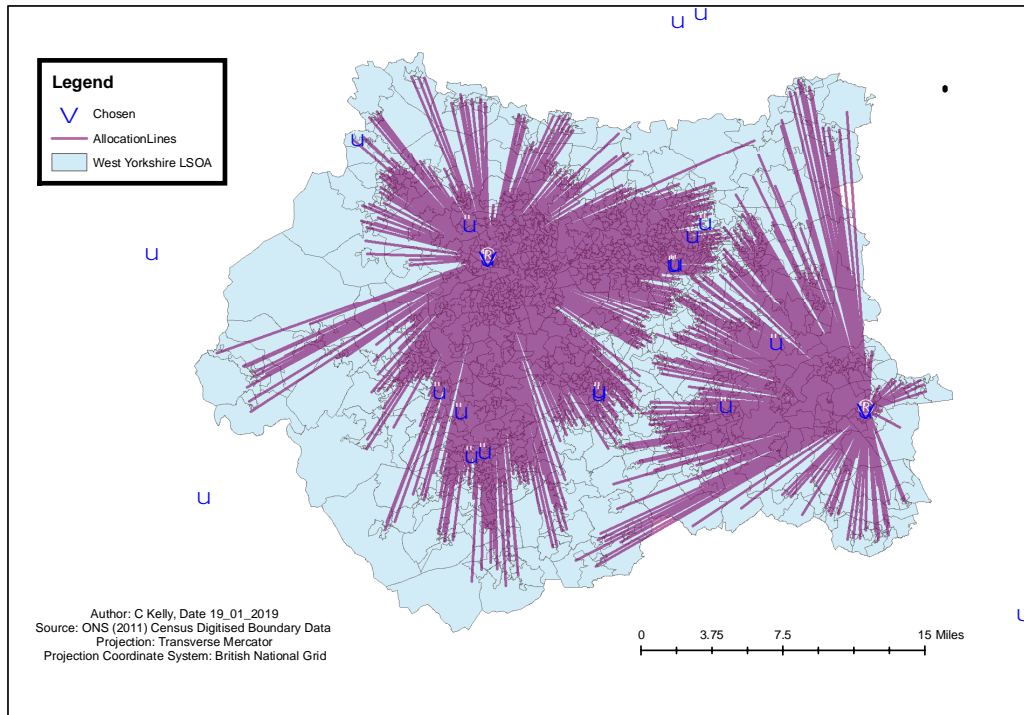 Legend
Chosen
AllocationLines
West Yorkshire LSOA
Author: C Kelly, Date 19_01_2019
Source: ONS (2011) Census Digitised Boundary Data
Projection: Transverse Mercator
Projection Coordinate System: British National Grid
0 3.75 7.5 15 Miles